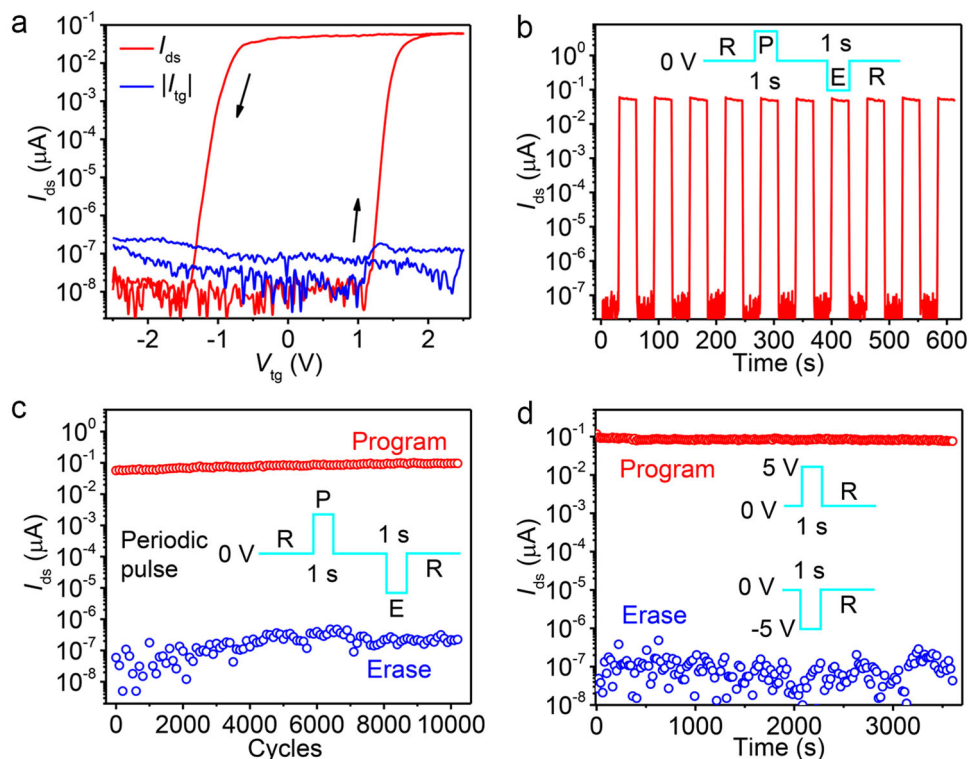 a
I_ds
|I_tg|
10^-1
10^-2
10^-3
10^-4
10^-5
10^-6
10^-7
10^-8
I_ds (μA)
-2 -1 0 1 2
V_tg (V)
b
0 V R P 1 s
1 s E R
10^1
10^0
10^-1
10^-2
10^-3
10^-4
10^-5
10^-6
10^-7
I_ds (μA)
0 100 200 300 400 500 600
Time (s)
c
Program
Periodic
pulse
0 V R P 1 s
1 s E R
Erase
10^0
10^-1
10^-2
10^-3
10^-4
10^-5
10^-6
10^-7
10^-8
I_ds (μA)
0 2000 4000 6000 8000 10000
Cycles
d
Program
5 V
R
0 V
1 s
1 s
0 V
R
-5 V
Erase
10^1
10^0
10^-1
10^-2
10^-3
10^-4
10^-5
10^-6
10^-7
10^-8
I_ds (μA)
0 1000 2000 3000
Time (s)